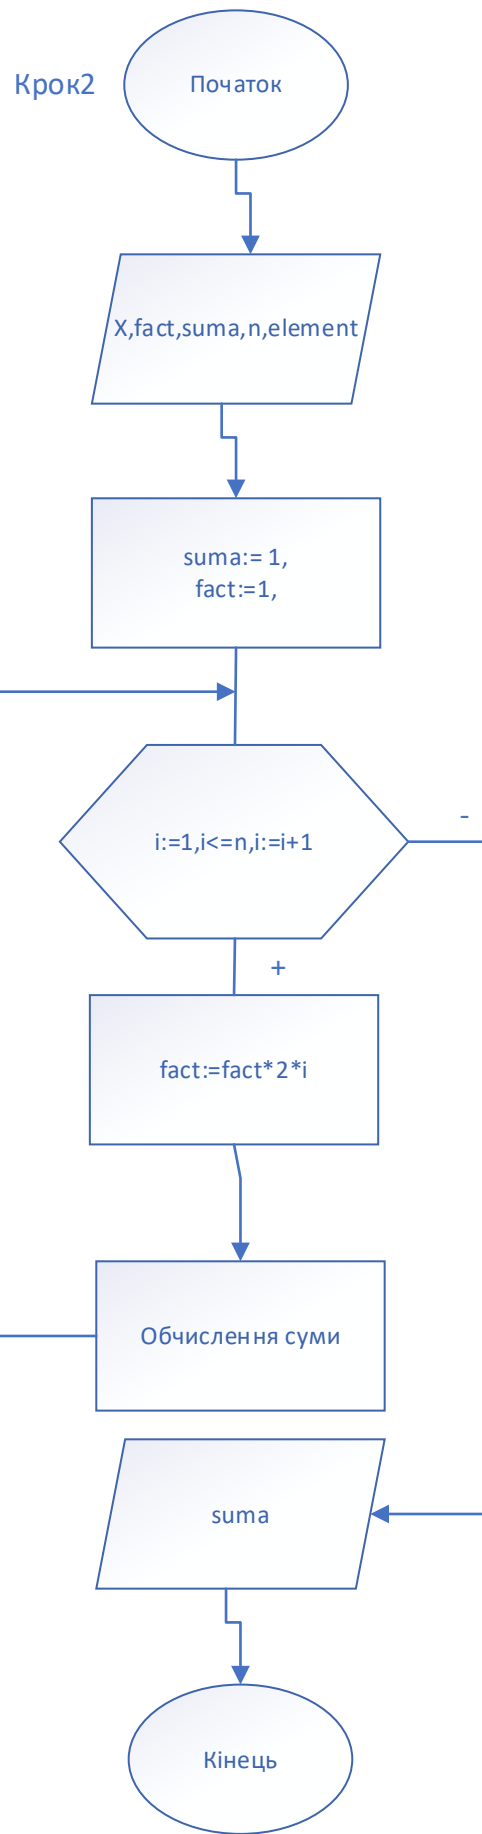 Крок2
Початок
X,fact,suma,n,element
suma:= 1,
fact:=1,
i:=1,i<=n,i:=i+1
-
+
fact:=fact*2*i
Обчислення суми
suma
Кінець